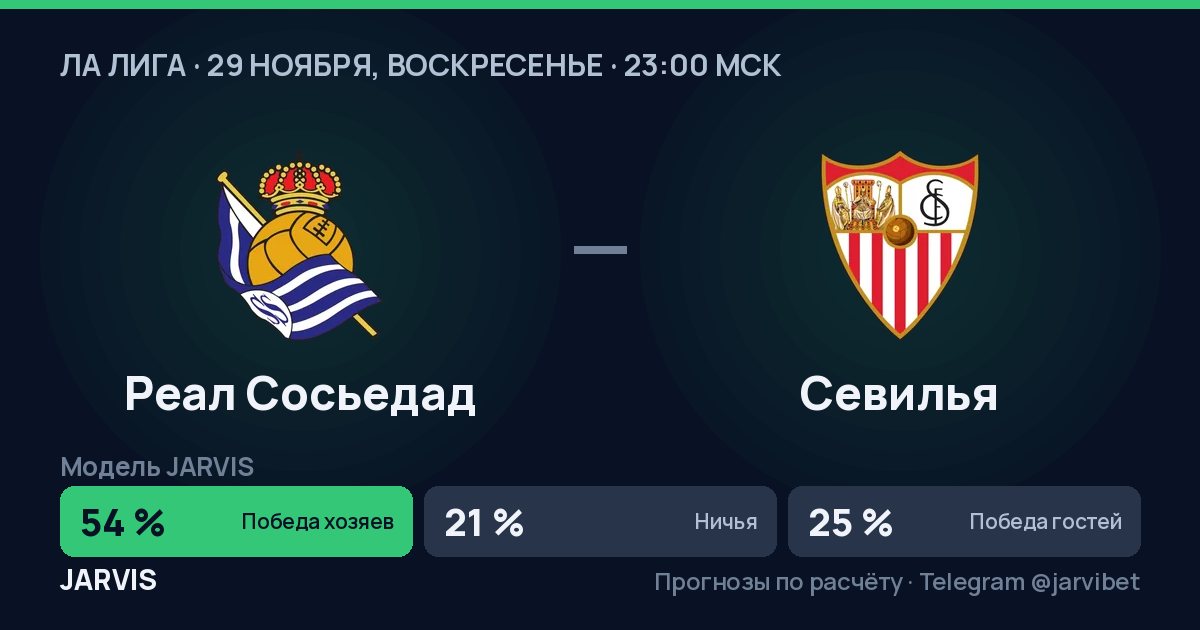 ЛА ЛИГА · 29 НОЯБРЯ, ВОСКРЕСЕНЬЕ · 23:00 МСК
Реал Сосьедад
Севилья
Модель JARVIS
54 % Победа хозяев
21 % Ничья
25 % Победа гостей
JARVIS
Прогнозы по расчёту · Telegram @jarvibet